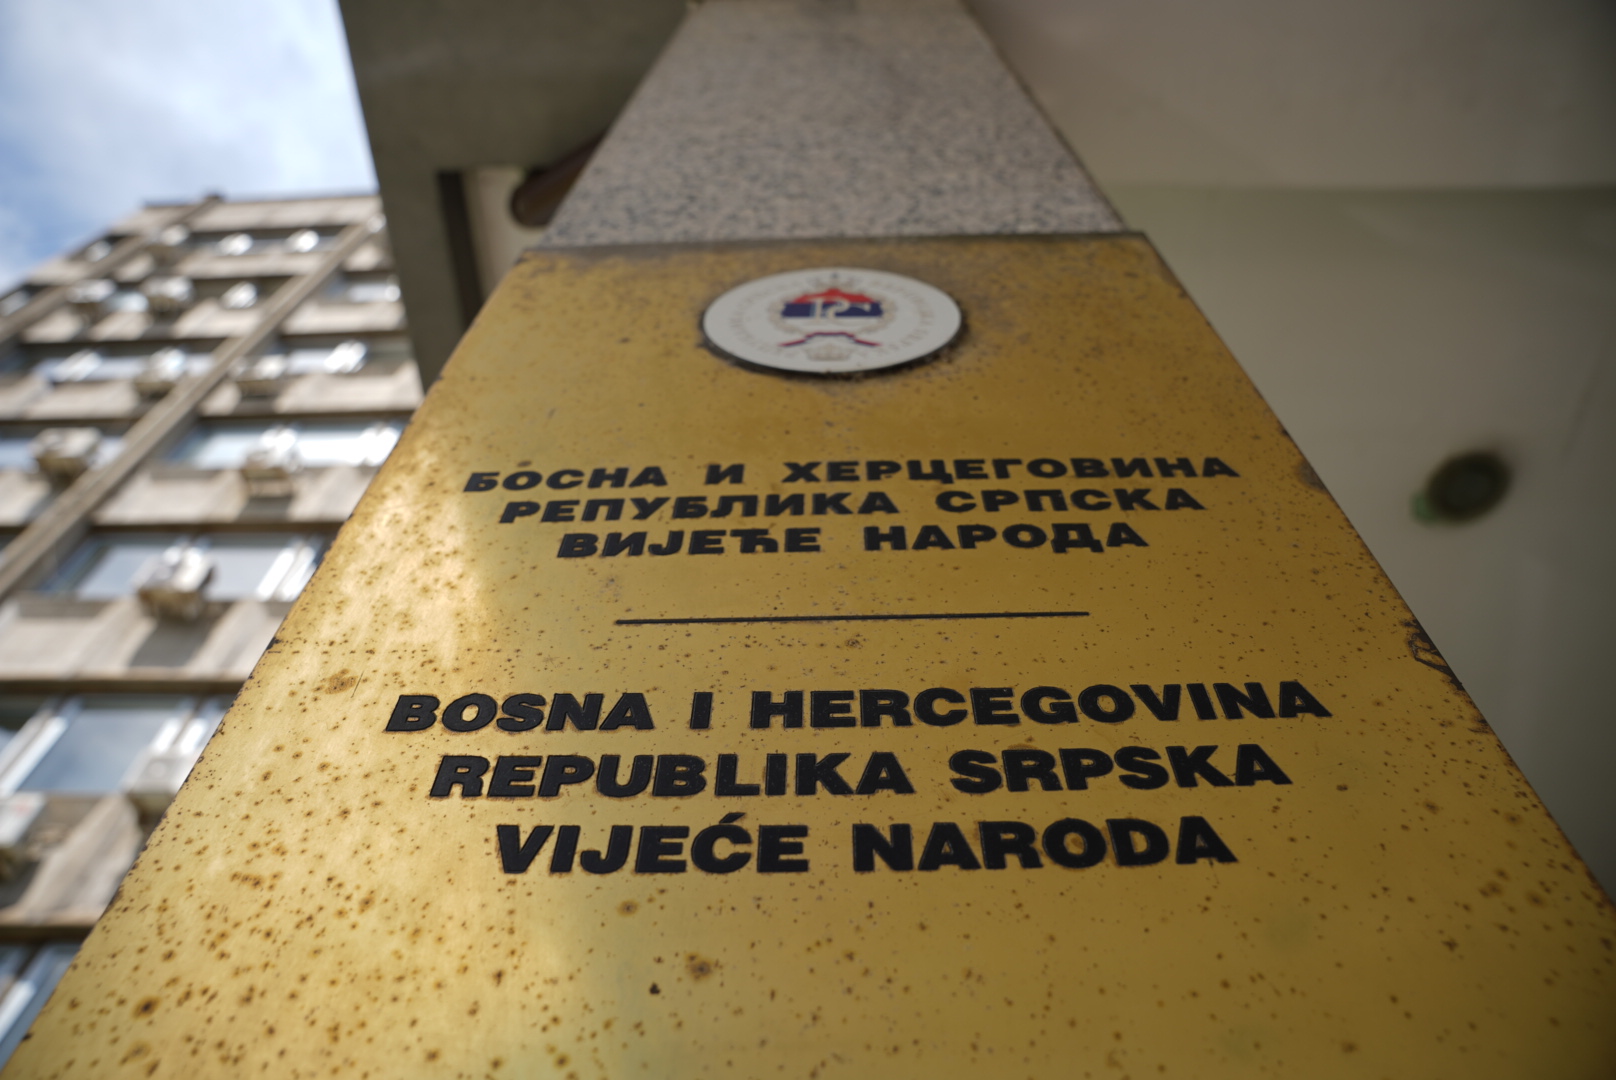 БОСНА И ХЕРЦЕГОВИНА
РЕПУБЛИКА СРПСКА
ВИЈЕЋЕ НАРОДА
BOSNA I HERCEGOVINA
REPUBLIKA SRPSKA
VIJEĆE NARODA